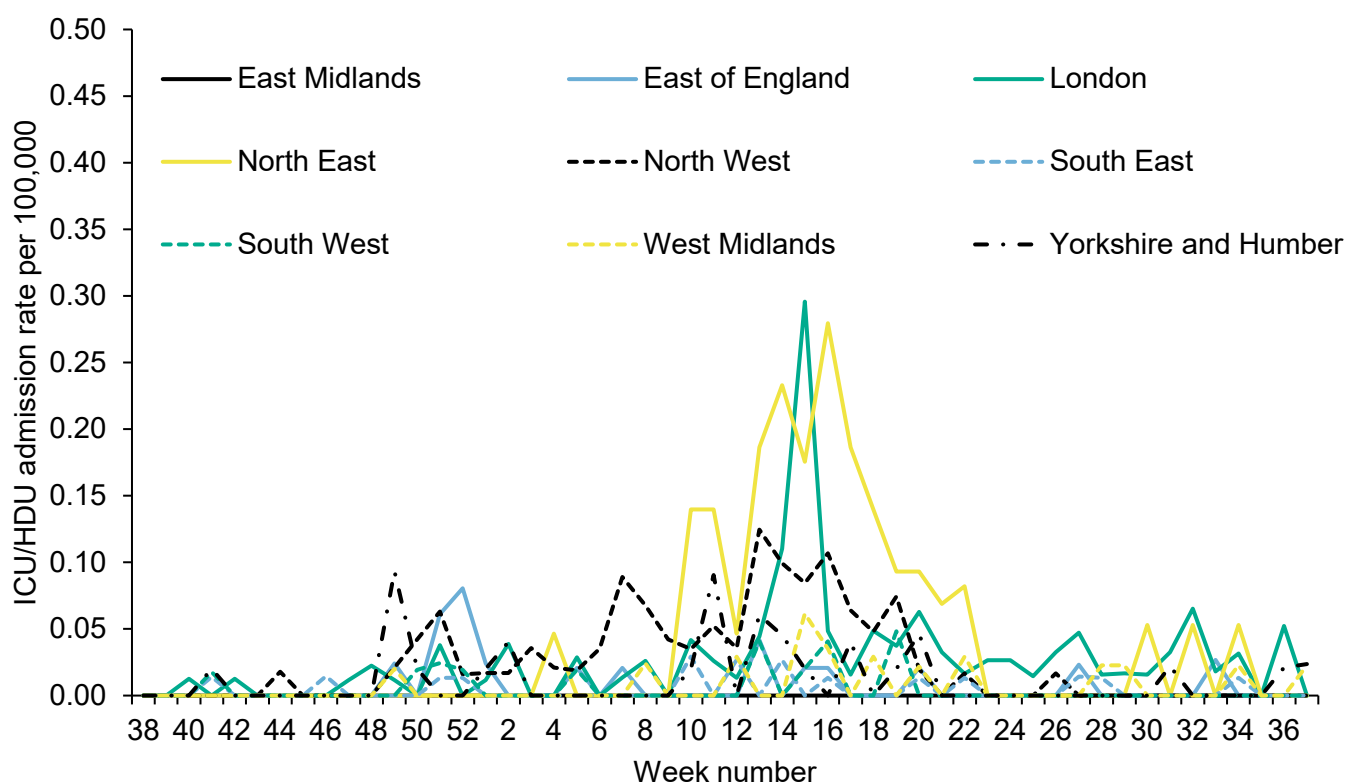 ICU/HDU admission rate per 100,000
0.50
0.45
0.40
0.35
0.30
0.25
0.20
0.15
0.10
0.05
0.00
East Midlands East of England London
North East North West South East
South West West Midlands Yorkshire and Humber
38 40 42 44 46 48 50 52 2 4 6 8 10 12 14 16 18 20 22 24 26 28 30 32 34 36
Week number